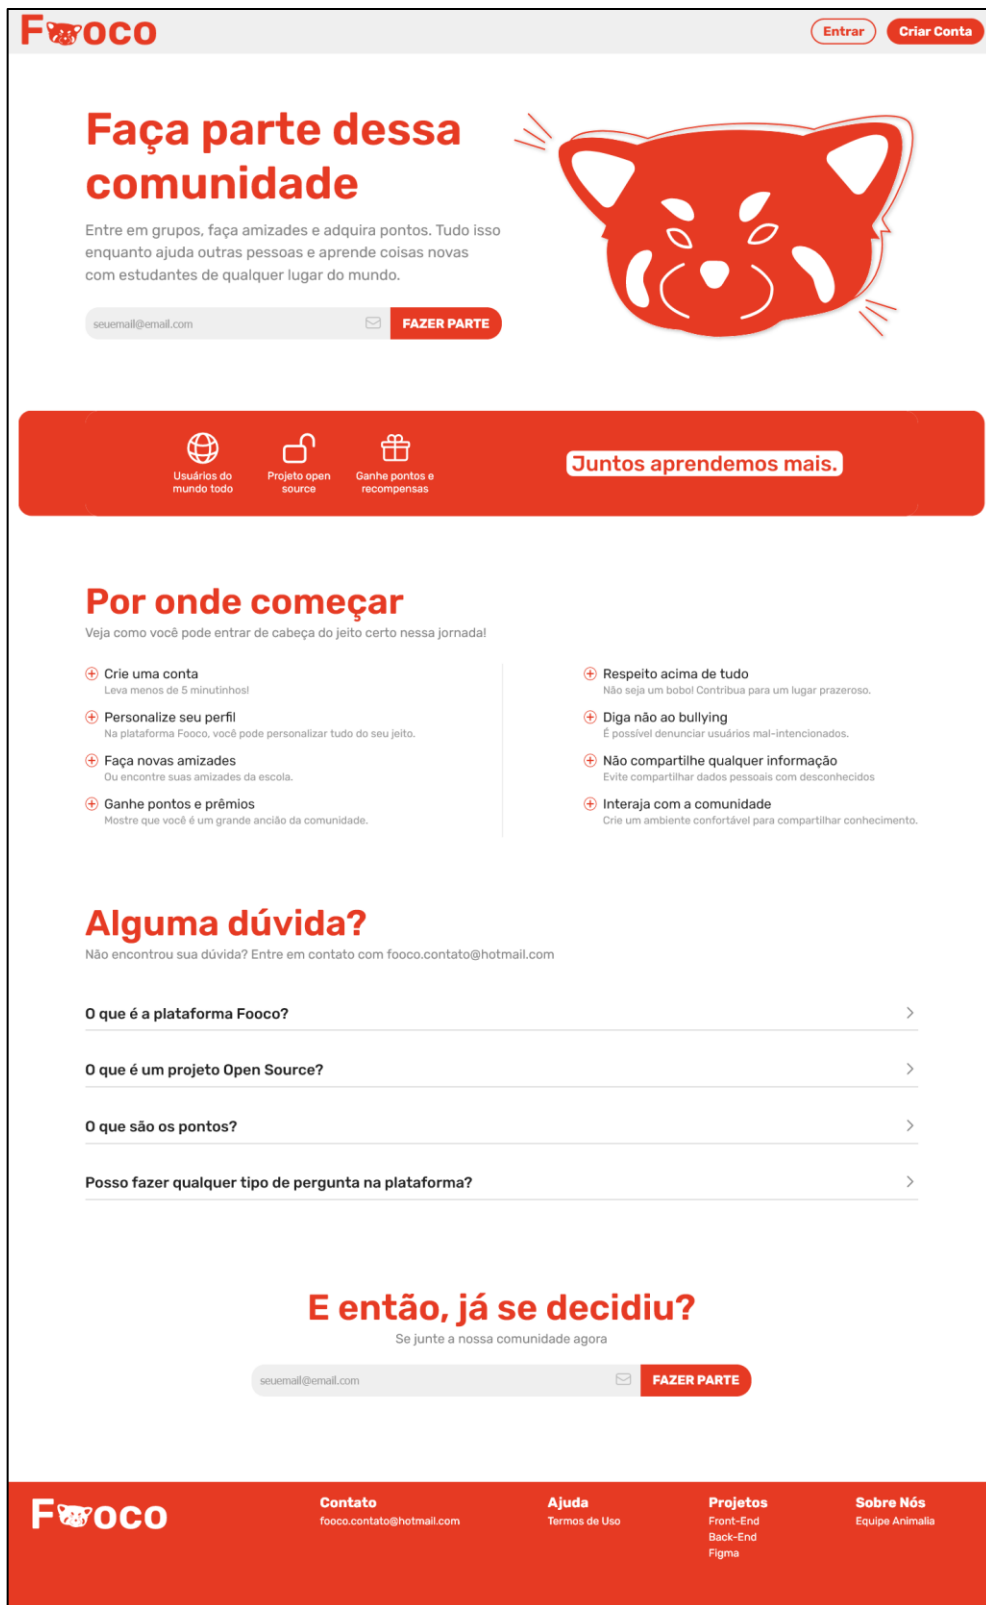 Fooco
Entrar
Criar Conta
Faça parte dessa
comunidade
Entre em grupos, faça amizades e adquira pontos. Tudo isso
enquanto ajuda outras pessoas e aprende coisas novas
com estudantes de qualquer lugar do mundo.
seuemail@email.com
FAZER PARTE
Usuários do
mundo todo
Projeto open
source
Ganhe pontos e
recompensas
Juntos aprendemos mais.
Por onde começar
Veja como você pode entrar de cabeça do jeito certo nessa jornada!
Crie uma conta
Leva menos de 5 minutinhos!
Personalize seu perfil
Na plataforma Fooco, você pode personalizar tudo do seu jeito.
Faça novas amizades
Ou encontre suas amizades da escola.
Ganhe pontos e prêmios
Mostre que você é um grande ancião da comunidade.
Respeito acima de tudo
Não seja um bobo! Contribua para um lugar prazeroso.
Diga não ao bullying
É possível denunciar usuários mal-intencionados.
Não compartilhe qualquer informação
Evite compartilhar dados pessoais com desconhecidos
Interaja com a comunidade
Crie um ambiente confortável para compartilhar conhecimento.
Alguma dúvida?
Não encontrou sua dúvida? Entre em contato com fooco.contato@hotmail.com
O que é a plataforma Fooco?
O que é um projeto Open Source?
O que são os pontos?
Posso fazer qualquer tipo de pergunta na plataforma?
E então, já se decidiu?
Se junte a nossa comunidade agora
seuemail@email.com
FAZER PARTE
Fooco
Contato
fooco.contato@hotmail.com
Ajuda
Termos de Uso
Projetos
Front-End
Back-End
Figma
Sobre Nós
Equipe Animalia